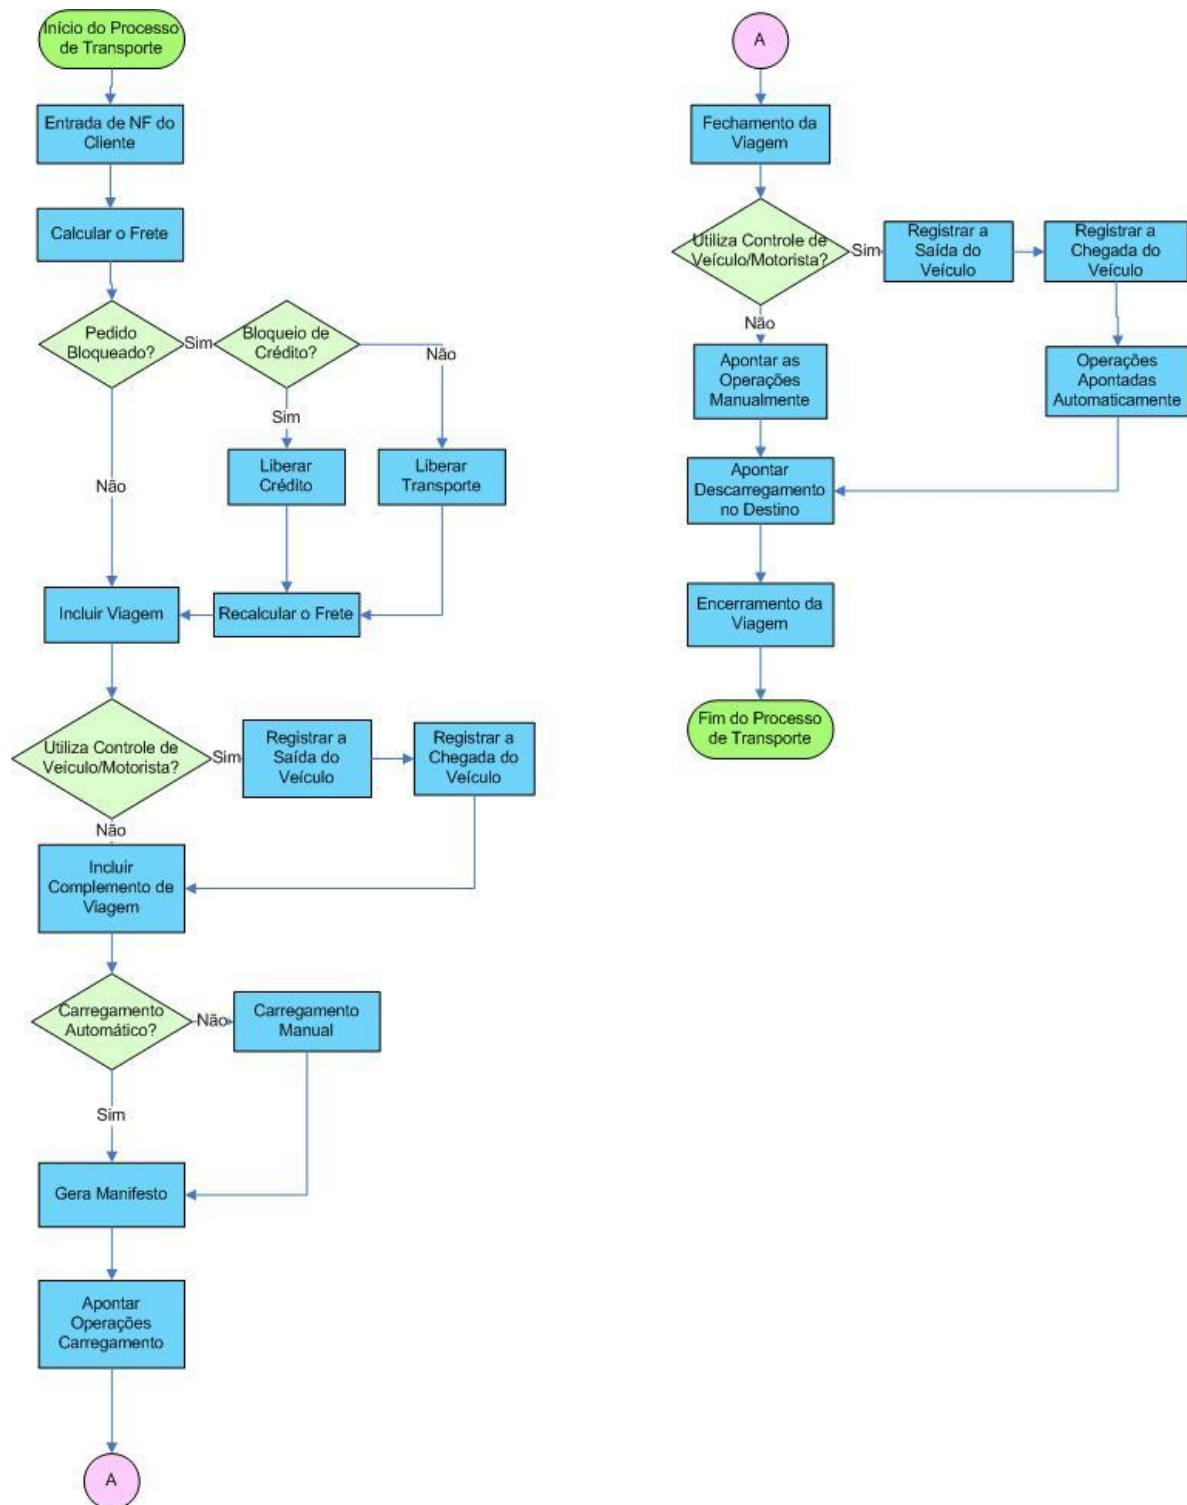 Início do Processo
de Transporte
Entrada de NF do
Cliente
Calcular o Frete
Pedido
Bloqueado?
Sim
Bloqueio de
Crédito?
Não
Sim
Liberar
Crédito
Liberar
Transporte
Não
Incluir Viagem
Recalcular o Frete
Utiliza Controle de
Veículo/Motorista?
Sim
Registrar a
Saída do
Veículo
Registrar a
Chegada do
Veículo
Não
Incluir
Complemento de
Viagem
Carregamento
Automático?
Não
Carregamento
Manual
Sim
Gera Manifesto
Apontar
Operações
Carregamento
A
A
Fechamento da
Viagem
Utiliza Controle de
Veículo/Motorista?
Sim
Registrar a
Saída do
Veículo
Registrar a
Chegada do
Veículo
Não
Apontar as
Operações
Manualmente
Operações
Apontadas
Automaticamente
Apontar
Descarregamento
no Destino
Encerramento da
Viagem
Fim do Processo
de Transporte